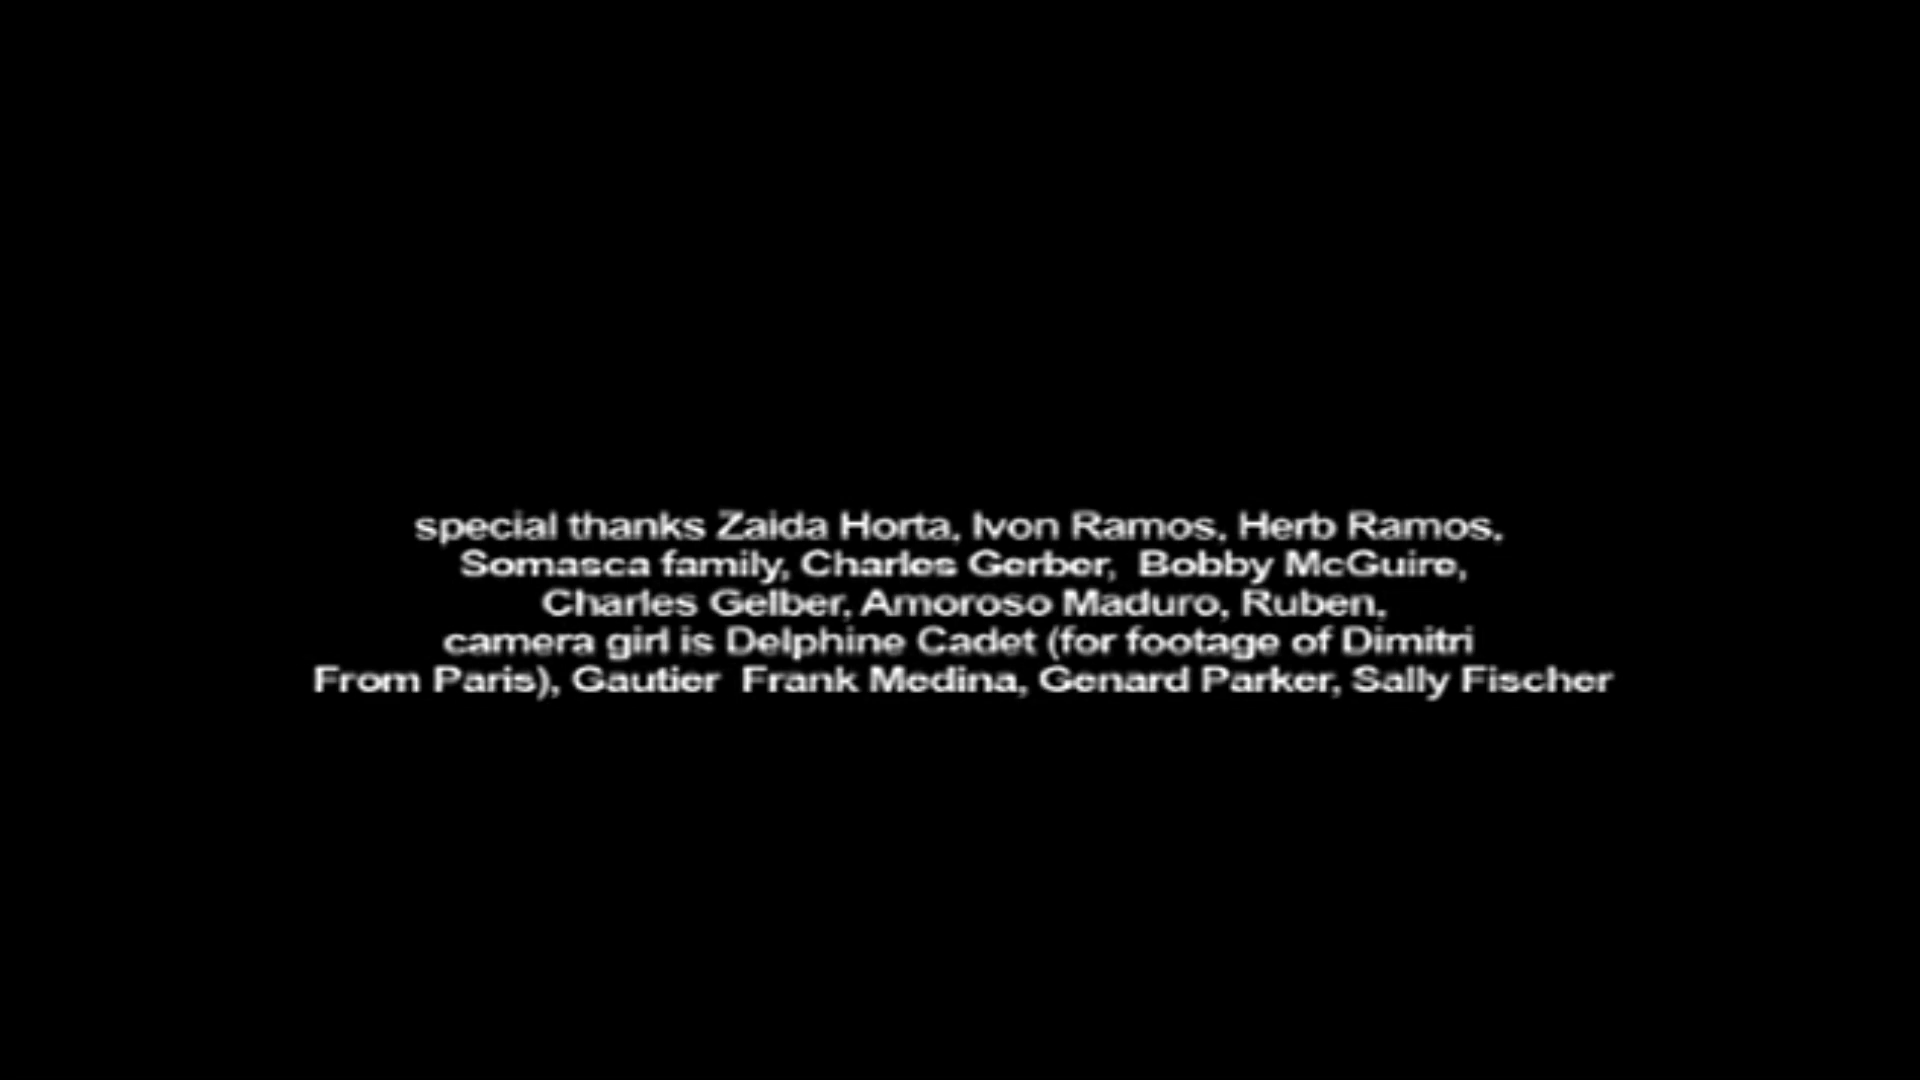 special thanks Zaida Horta, Ivon Ramos, Herb Ramos,
Somasca family, Charles Gerber,  Bobby McGuire,
Charles Gelber, Amoroso Maduro, Ruben,
camera girl is Delphine Cadet (for footage of Dimitri
From Paris), Gautier  Frank Medina, Genard Parker, Sally Fischer